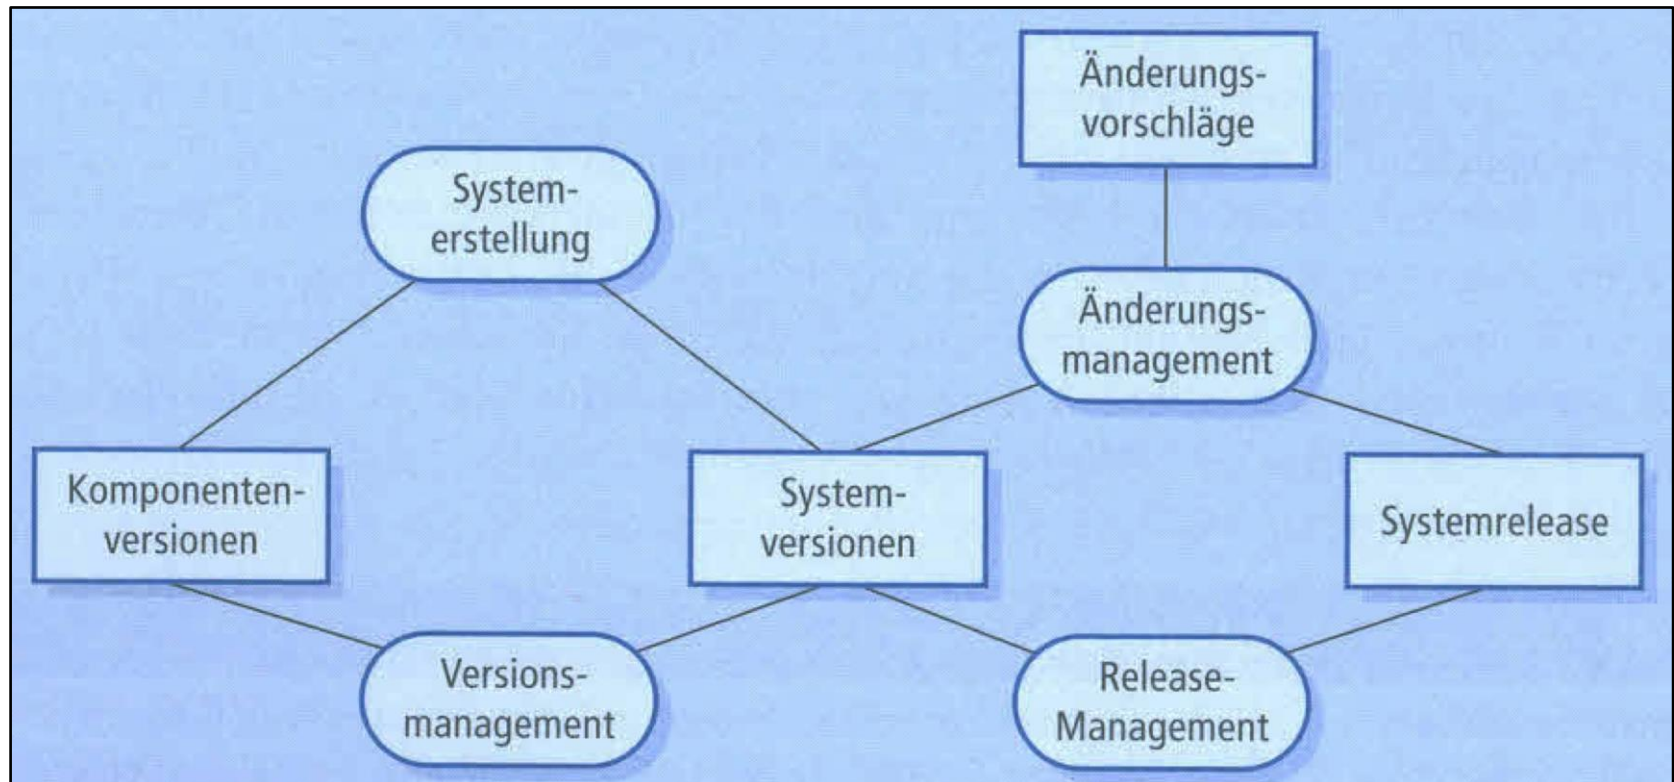 Änderungs-
vorschläge
System-
erstellung
Änderungs-
management
Komponenten-
versionen
System-
versionen
Systemrelease
Versions-
management
Release-
Management